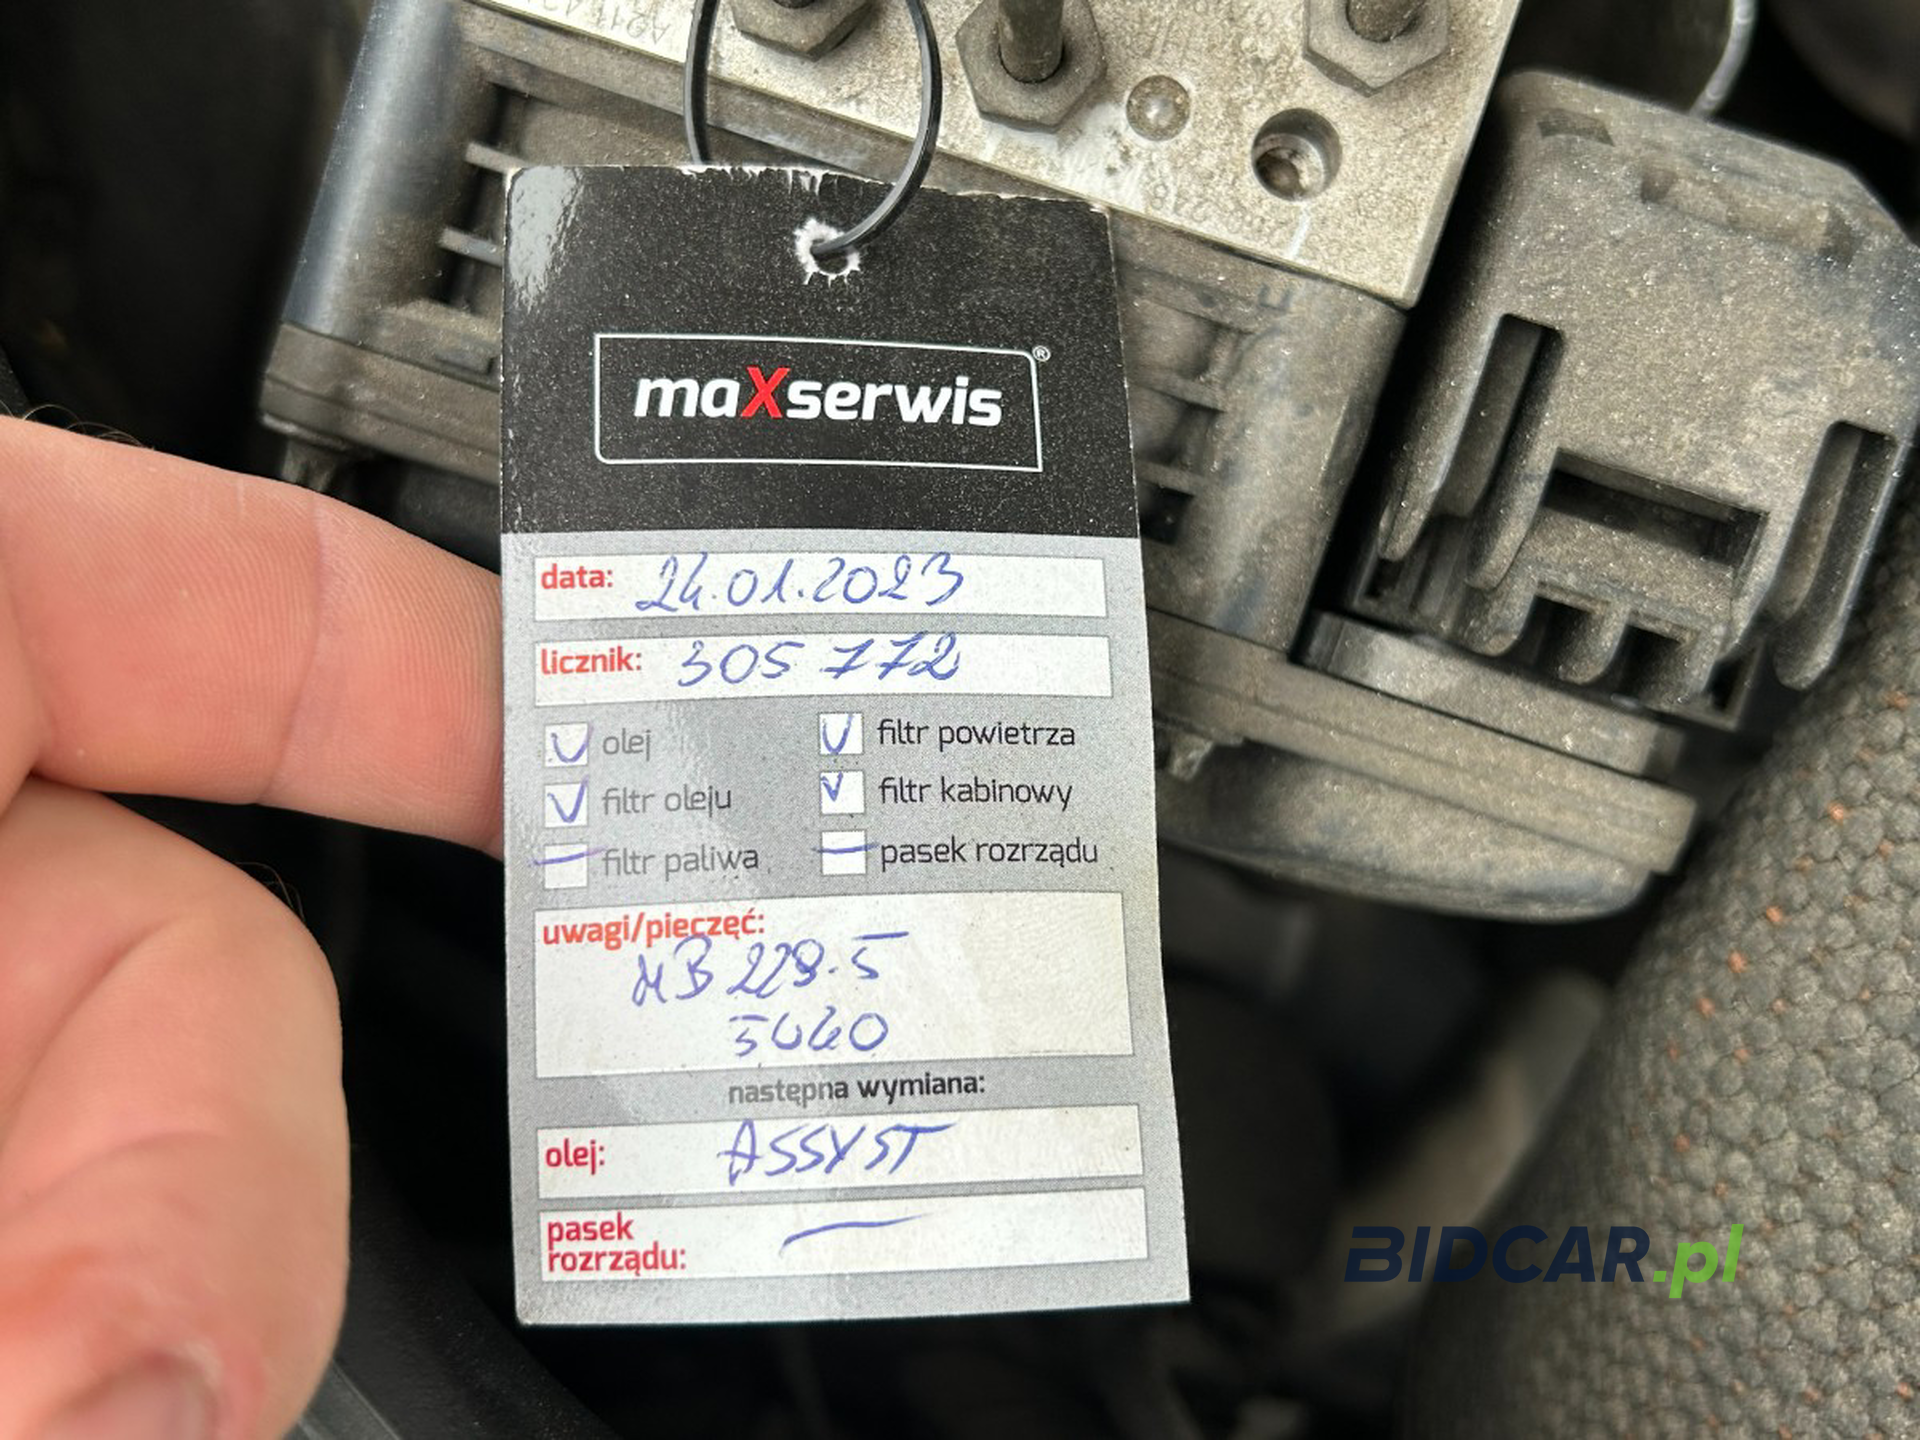 maXserwis®
data: 24.01.2023
licznik: 305 772
olej
filtr powietrza
filtr oleju
filtr kabinowy
filtr paliwa
pasek rozrządu
uwagi/pieczęć:
MB 229.5
5W40
następna wymiana:
olej: ASSYST
pasek rozrządu: —
BIDCAR.pl